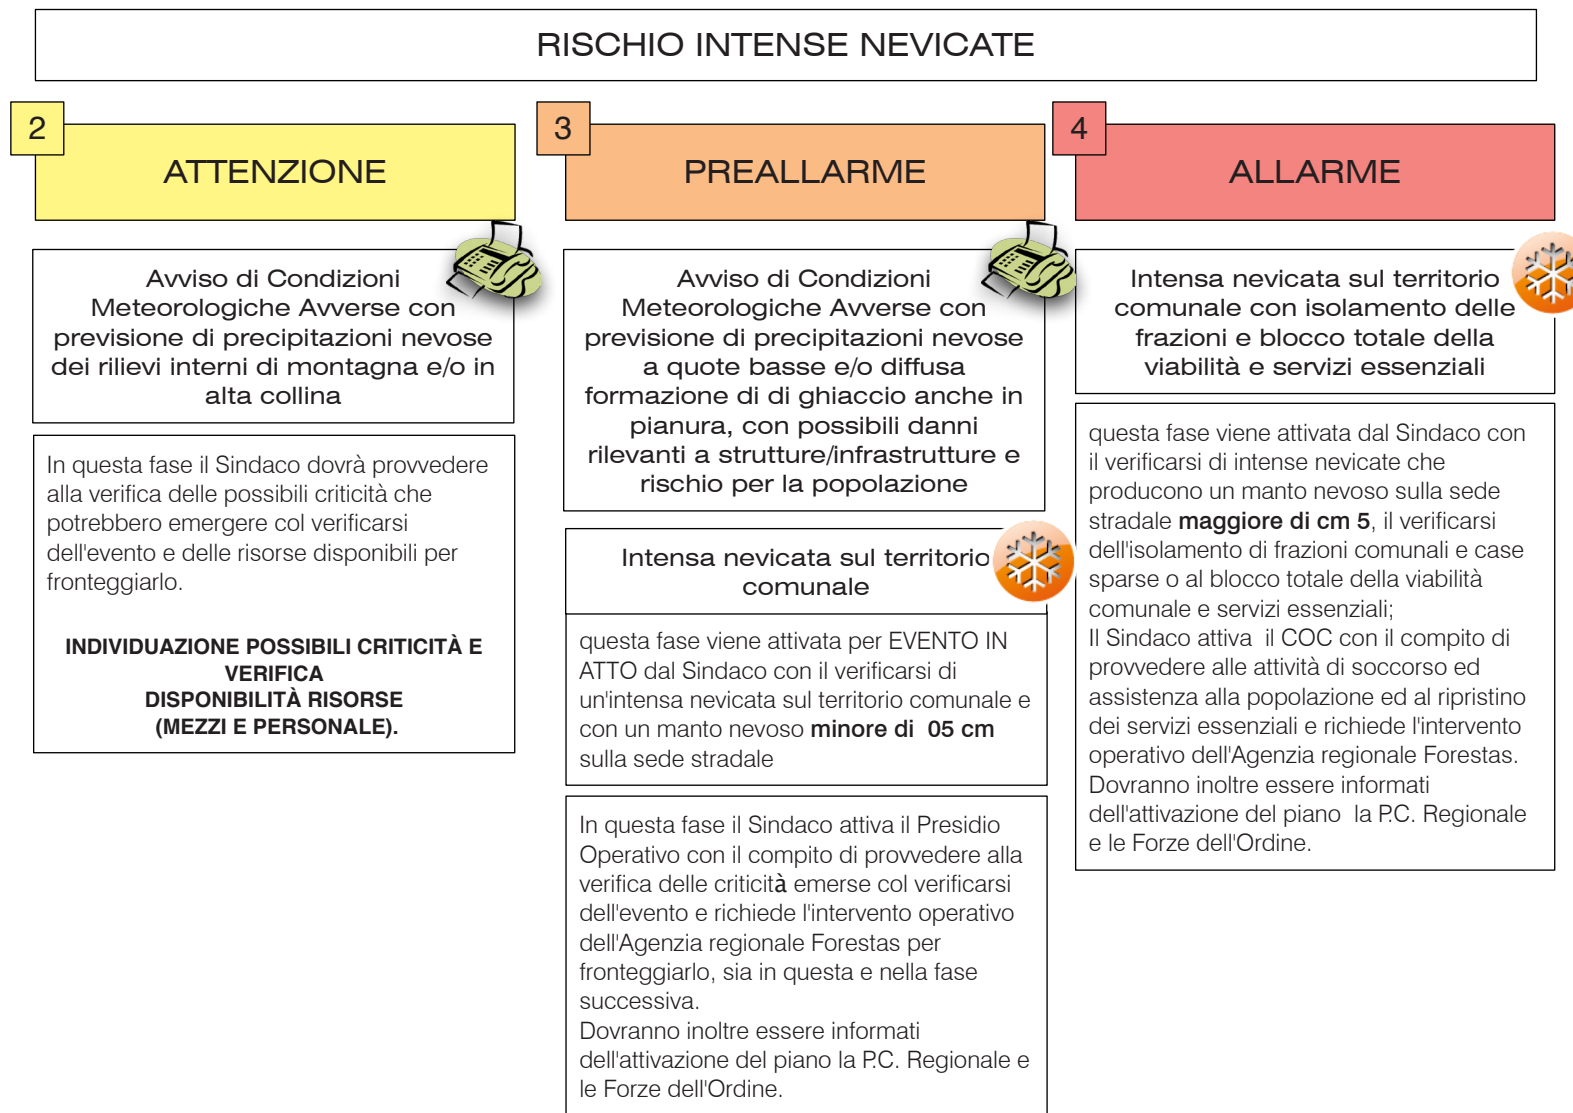 RISCHIO INTENSE NEVICATE
2
ATTENZIONE
Avviso di Condizioni
Meteorologiche Avverse con
previsione di precipitazioni nevose
dei rilievi interni di montagna e/o in
alta collina
In questa fase il Sindaco dovrà provvedere
alla verifica delle possibili criticità che
potrebbero emergere col verificarsi
dell'evento e delle risorse disponibili per
fronteggiarlo.
INDIVIDUAZIONE POSSIBILI CRITICITÀ E
VERIFICA
DISPONIBILITÀ RISORSE
(MEZZI E PERSONALE).
3
PREALLARME
Avviso di Condizioni
Meteorologiche Avverse con
previsione di precipitazioni nevose
a quote basse e/o diffusa
formazione di di ghiaccio anche in
pianura, con possibili danni
rilevanti a strutture/infrastrutture e
rischio per la popolazione
Intensa nevicata sul territorio
comunale
questa fase viene attivata per EVENTO IN
ATTO dal Sindaco con il verificarsi di
un'intensa nevicata sul territorio comunale e
con un manto nevoso minore di  05 cm
sulla sede stradale
In questa fase il Sindaco attiva il Presidio
Operativo con il compito di provvedere alla
verifica delle criticità emerse col verificarsi
dell'evento e richiede l'intervento operativo
dell'Agenzia regionale Forestas per
fronteggiarlo, sia in questa e nella fase
successiva.
Dovranno inoltre essere informati
dell'attivazione del piano la P.C. Regionale e
le Forze dell'Ordine.
4
ALLARME
Intensa nevicata sul territorio
comunale con isolamento delle
frazioni e blocco totale della
viabilità e servizi essenziali
questa fase viene attivata dal Sindaco con
il verificarsi di intense nevicate che
producono un manto nevoso sulla sede
stradale maggiore di cm 5, il verificarsi
dell'isolamento di frazioni comunali e case
sparse o al blocco totale della viabilità
comunale e servizi essenziali;
Il Sindaco attiva  il COC con il compito di
provvedere alle attività di soccorso ed
assistenza alla popolazione ed al ripristino
dei servizi essenziali e richiede l'intervento
operativo dell'Agenzia regionale Forestas.
Dovranno inoltre essere informati
dell'attivazione del piano  la P.C. Regionale
e le Forze dell'Ordine.